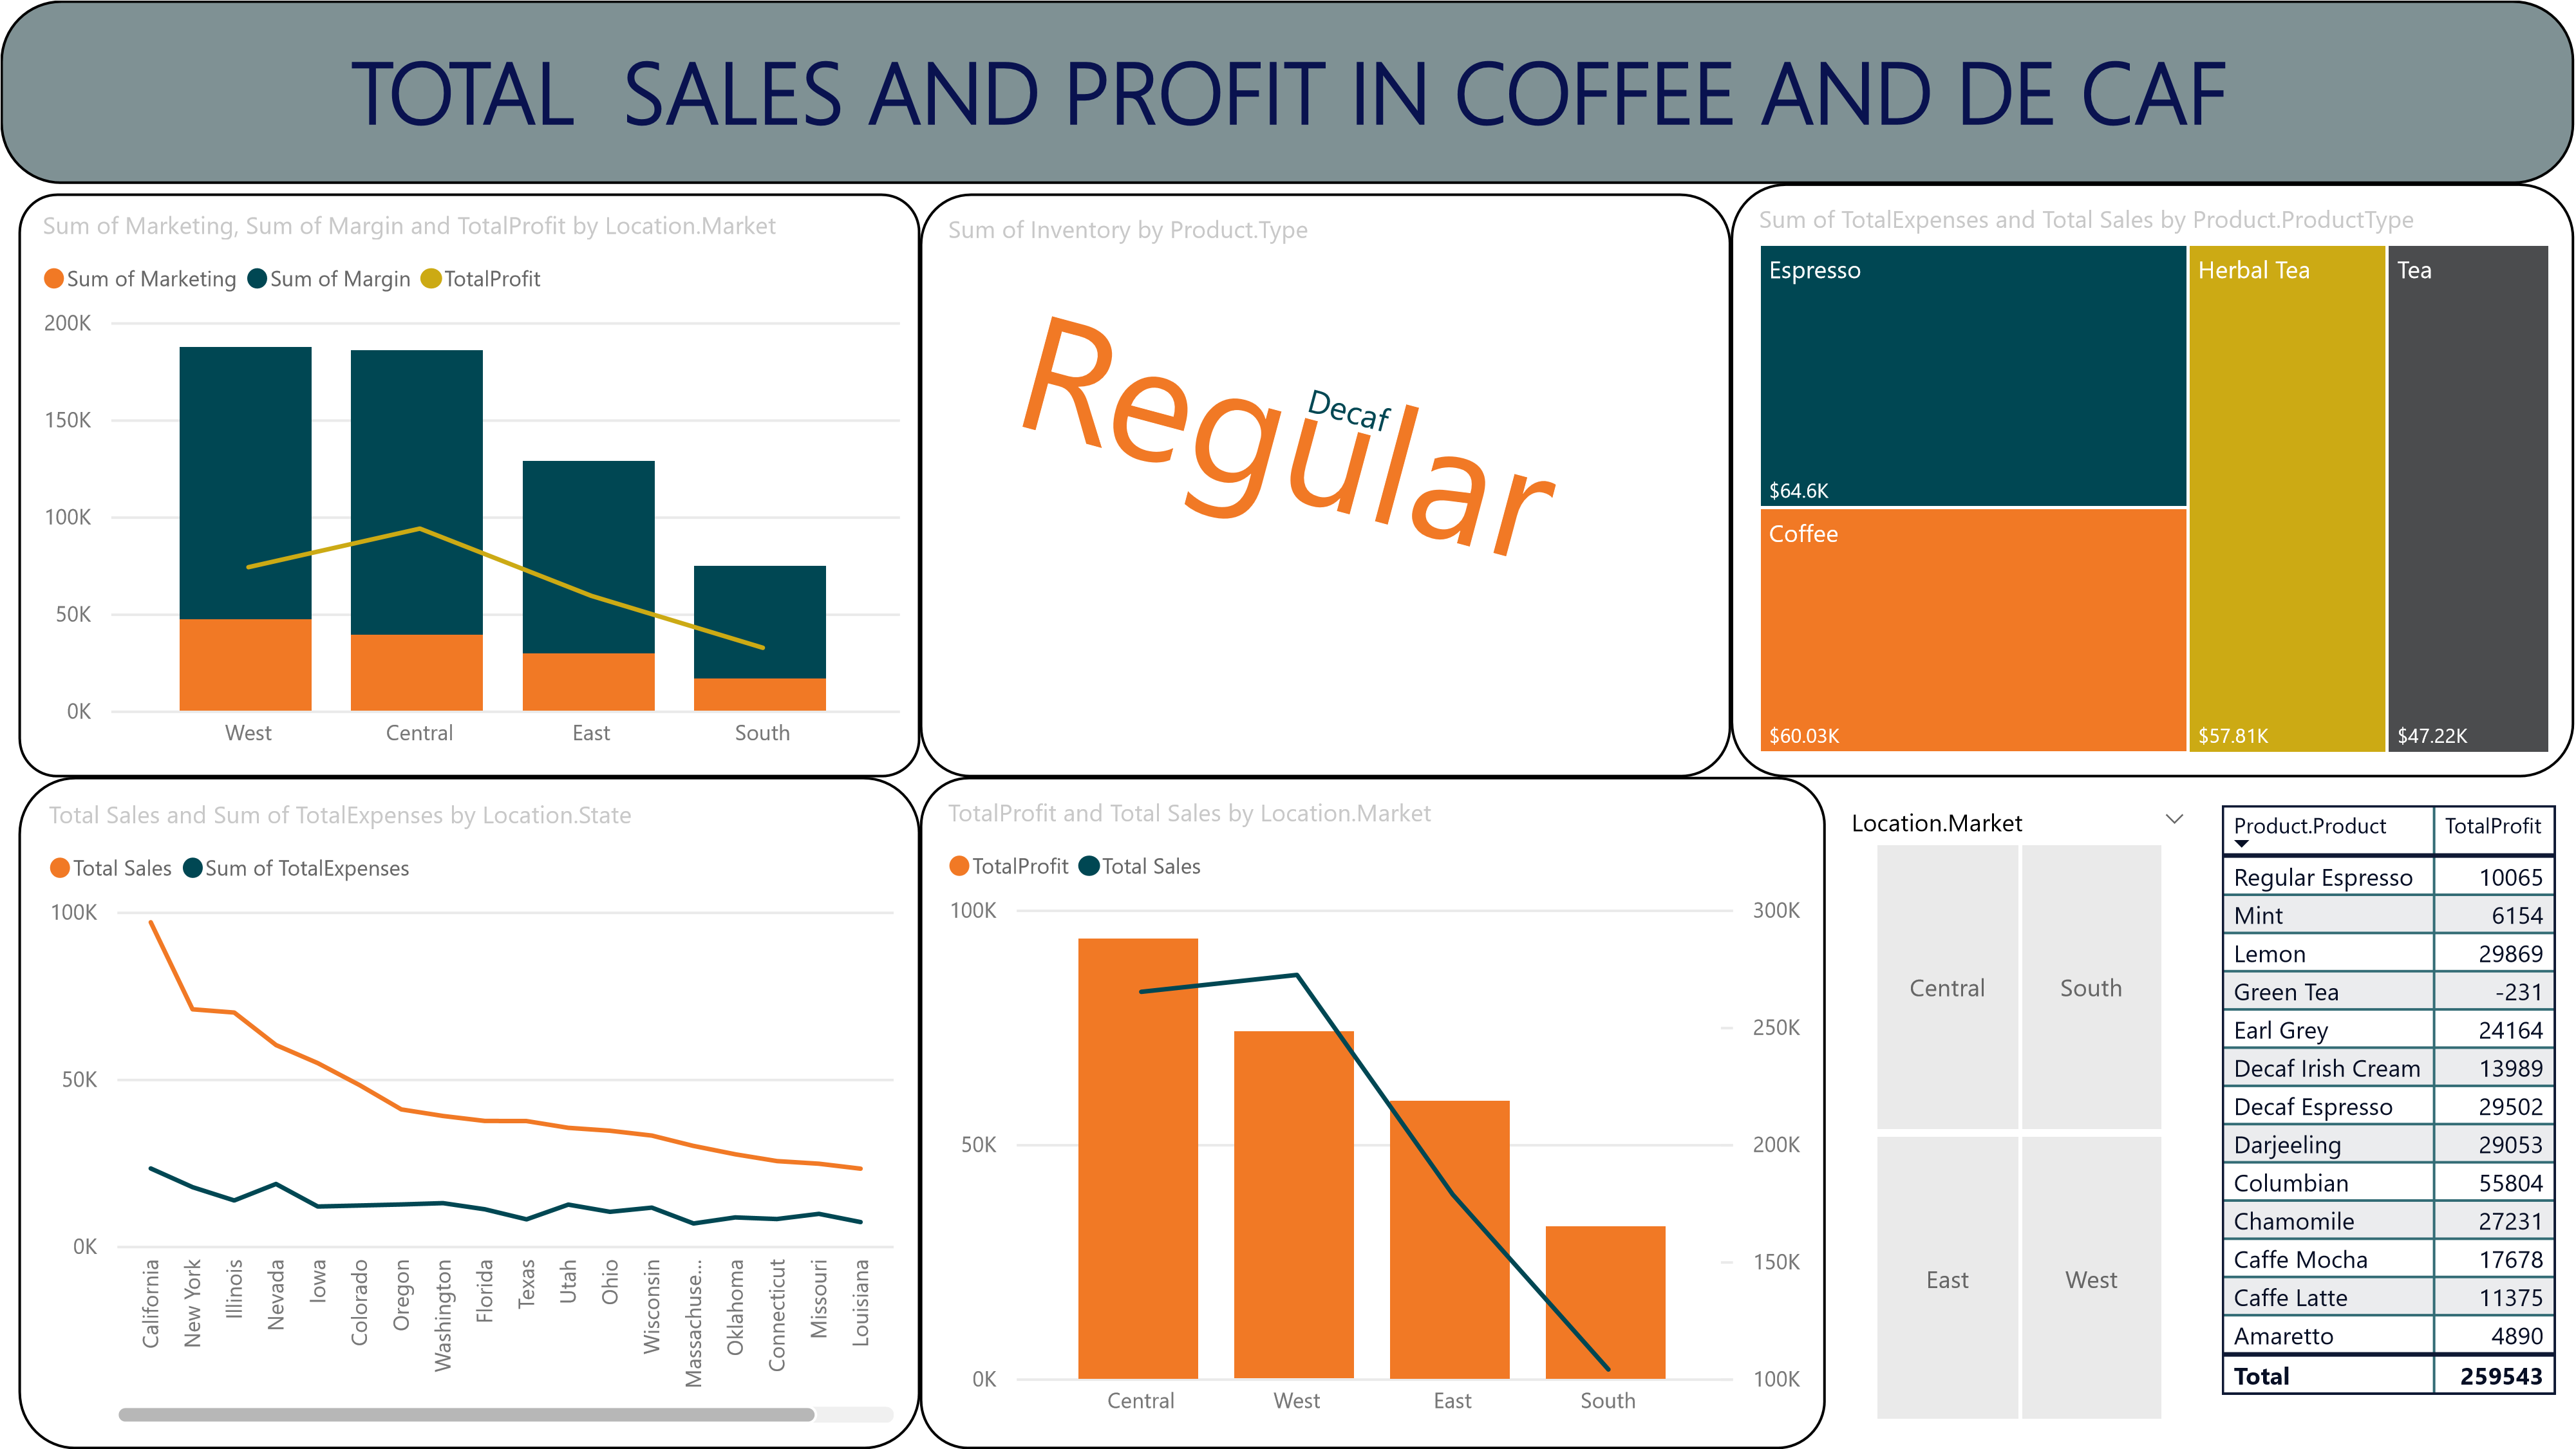 TOTAL  SALES AND PROFIT IN COFFEE AND DE CAF
Sum of Marketing, Sum of Margin and TotalProfit by Location.Market
Sum of Marketing Sum of Margin TotalProfit
200K
150K
100K
50K
0K
West Central East South
Sum of Inventory by Product.Type
Regular
Decaf
Sum of TotalExpenses and Total Sales by Product.ProductType
Espresso
$64.6K
Coffee
$60.03K
Herbal Tea
$57.81K
Tea
$47.22K
Total Sales and Sum of TotalExpenses by Location.State
Total Sales Sum of TotalExpenses
100K
50K
0K
California
New York
Illinois
Nevada
Iowa
Colorado
Oregon
Washington
Florida
Texas
Utah
Ohio
Wisconsin
Massachuse...
Oklahoma
Connecticut
Missouri
Louisiana
TotalProfit and Total Sales by Location.Market
TotalProfit Total Sales
100K
50K
0K
300K
250K
200K
150K
100K
Central West East South
Location.Market
Central South
East West
Product.Product TotalProfit
Regular Espresso 10065
Mint 6154
Lemon 29869
Green Tea -231
Earl Grey 24164
Decaf Irish Cream 13989
Decaf Espresso 29502
Darjeeling 29053
Columbian 55804
Chamomile 27231
Caffe Mocha 17678
Caffe Latte 11375
Amaretto 4890
Total 259543